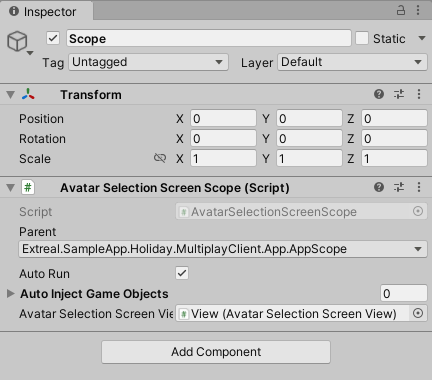 Inspector
Scope
Static
Tag Untagged Layer Default
Transform
Position X 0 Y 0 Z 0
Rotation X 0 Y 0 Z 0
Scale X 1 Y 1 Z 1
# Avatar Selection Screen Scope (Script)
Script # AvatarSelectionScreenScope
Parent
Extreal.SampleApp.Holiday.MultiplayClient.App.AppScope
Auto Run
Auto Inject Game Objects 0
Avatar Selection Screen Vie # View (Avatar Selection Screen View)
Add Component